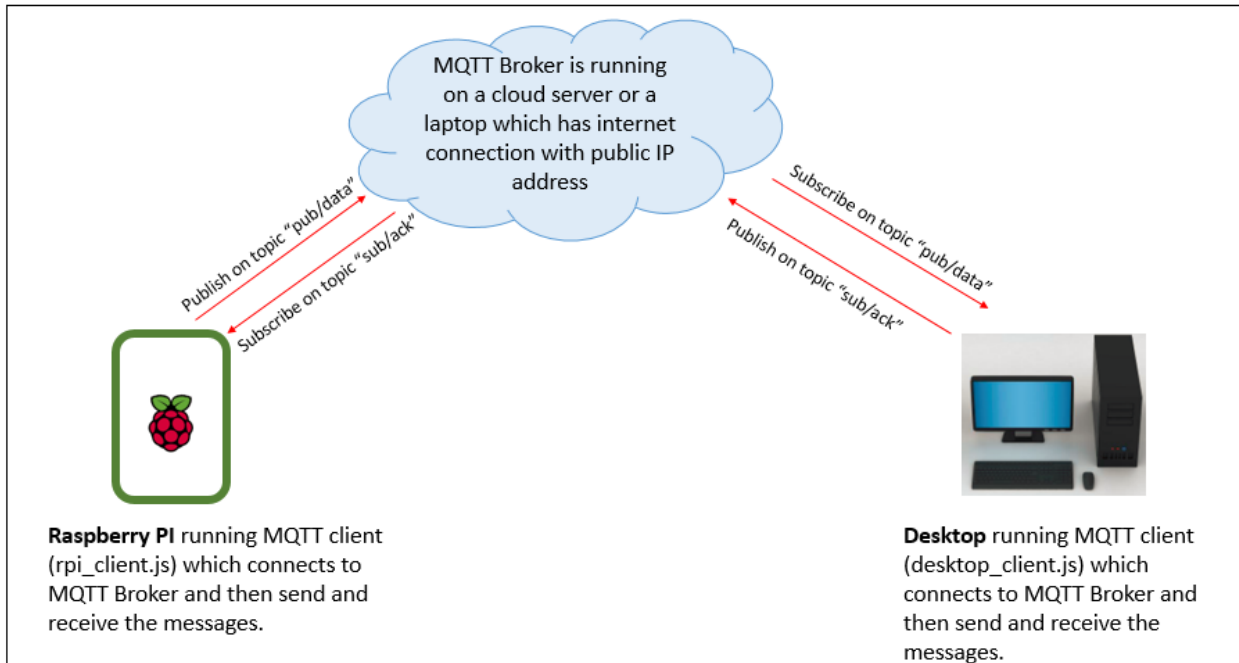 MQTT Broker is running
on a cloud server or a
laptop which has internet
connection with public IP
address
Publish on topic “pub/data”
Subscribe on topic “sub/ack”
Subscribe on topic “pub/data”
Publish on topic “sub/ack”
Raspberry PI running MQTT client
(rpi_client.js) which connects to
MQTT Broker and then send and
receive the messages.
Desktop running MQTT client
(desktop_client.js) which
connects to MQTT Broker and
then send and receive the
messages.